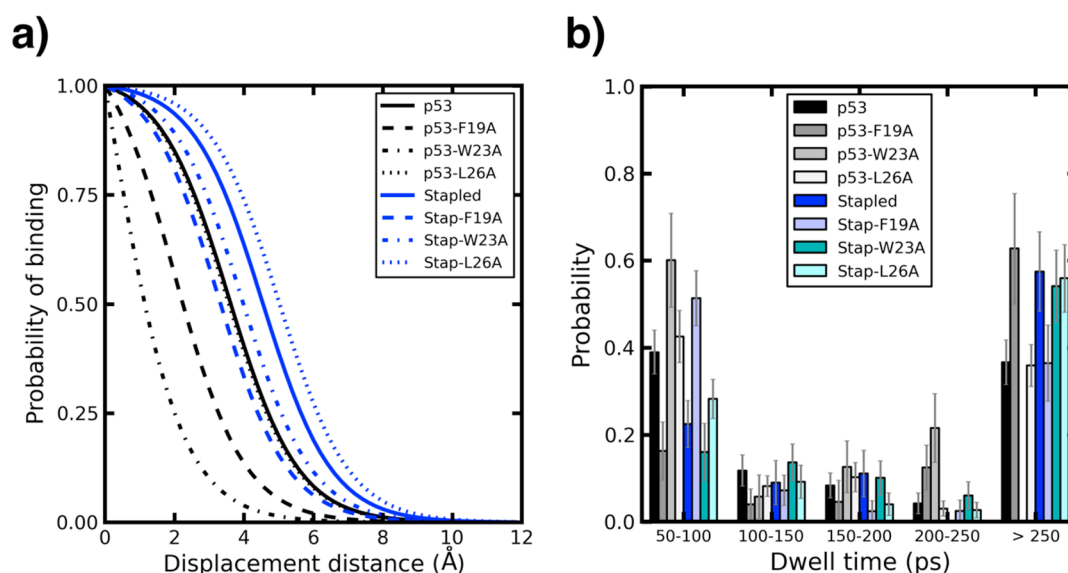 a)
Probability of binding
1.00
0.75
0.50
0.25
0.00
0 2 4 6 8 10 12
Displacement distance (Å)
p53
p53-F19A
p53-W23A
p53-L26A
Stapled
Stap-F19A
Stap-W23A
Stap-L26A
b)
Probability
1.0
0.8
0.6
0.4
0.2
0.0
50-100 100-150 150-200 200-250 > 250
Dwell time (ps)
p53
p53-F19A
p53-W23A
p53-L26A
Stapled
Stap-F19A
Stap-W23A
Stap-L26A